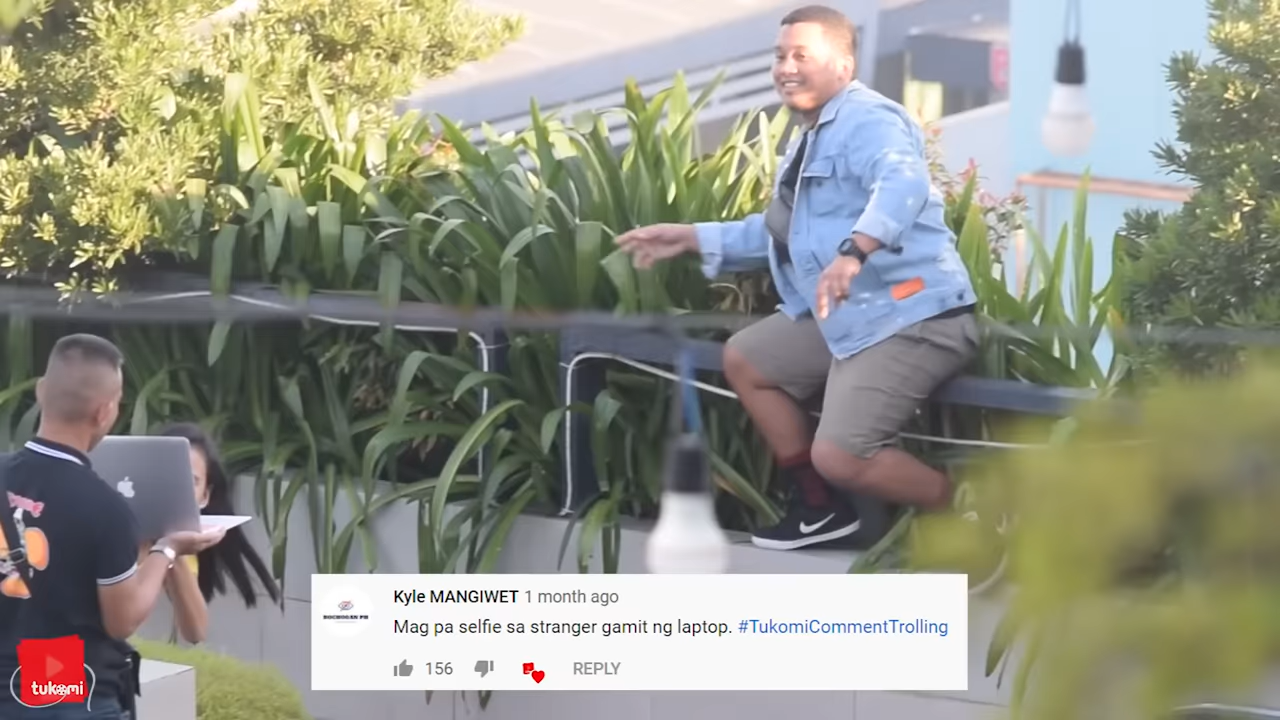 Kyle MANGIWET 1 month ago
Mag pa selfie sa stranger gamit ng laptop. #TukomiCommentTrolling
156 REPLY
tukomi